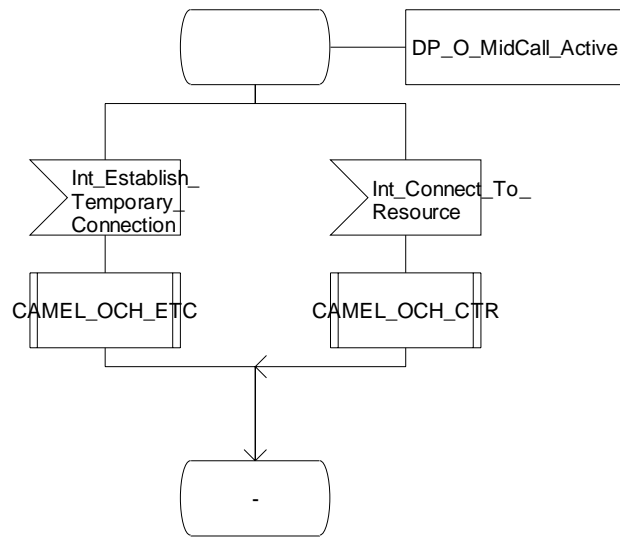 DP_O_MidCall_Active
Int_Establish_
Temporary_
Connection
Int_Connect_To_
Resource
CAMEL_OCH_ETC
CAMEL_OCH_CTR
-